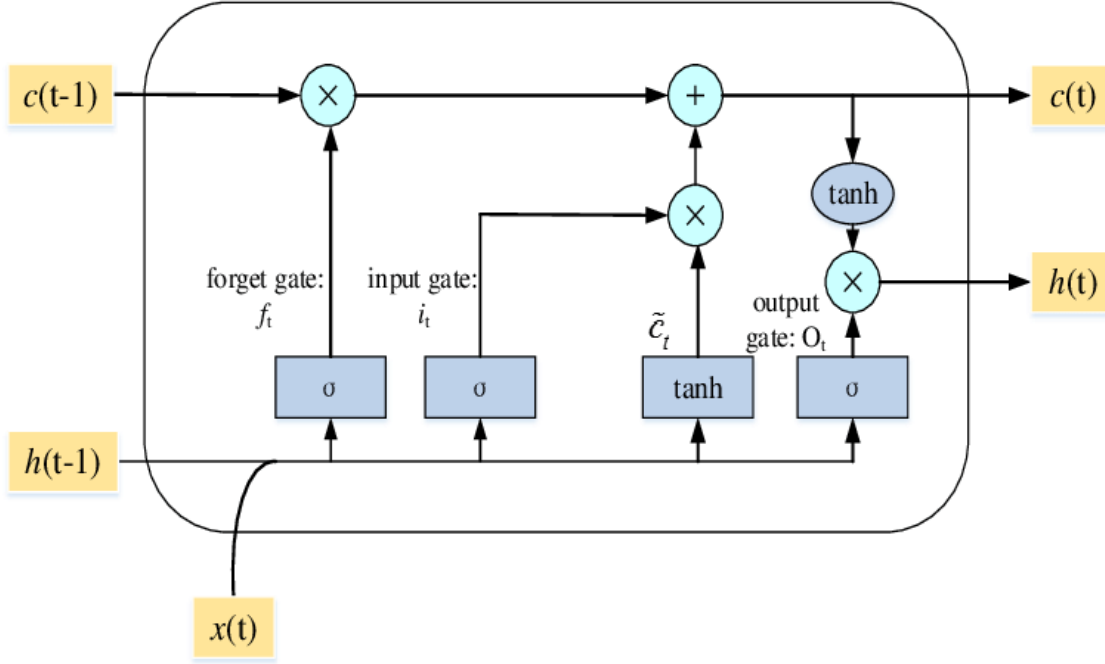 c(t-1)
×
+
c(t)
tanh
×
forget gate:
fₜ
input gate:
iₜ
c̃ₜ
output
gate: Oₜ
×
h(t)
σ
σ
tanh
σ
h(t-1)
x(t)